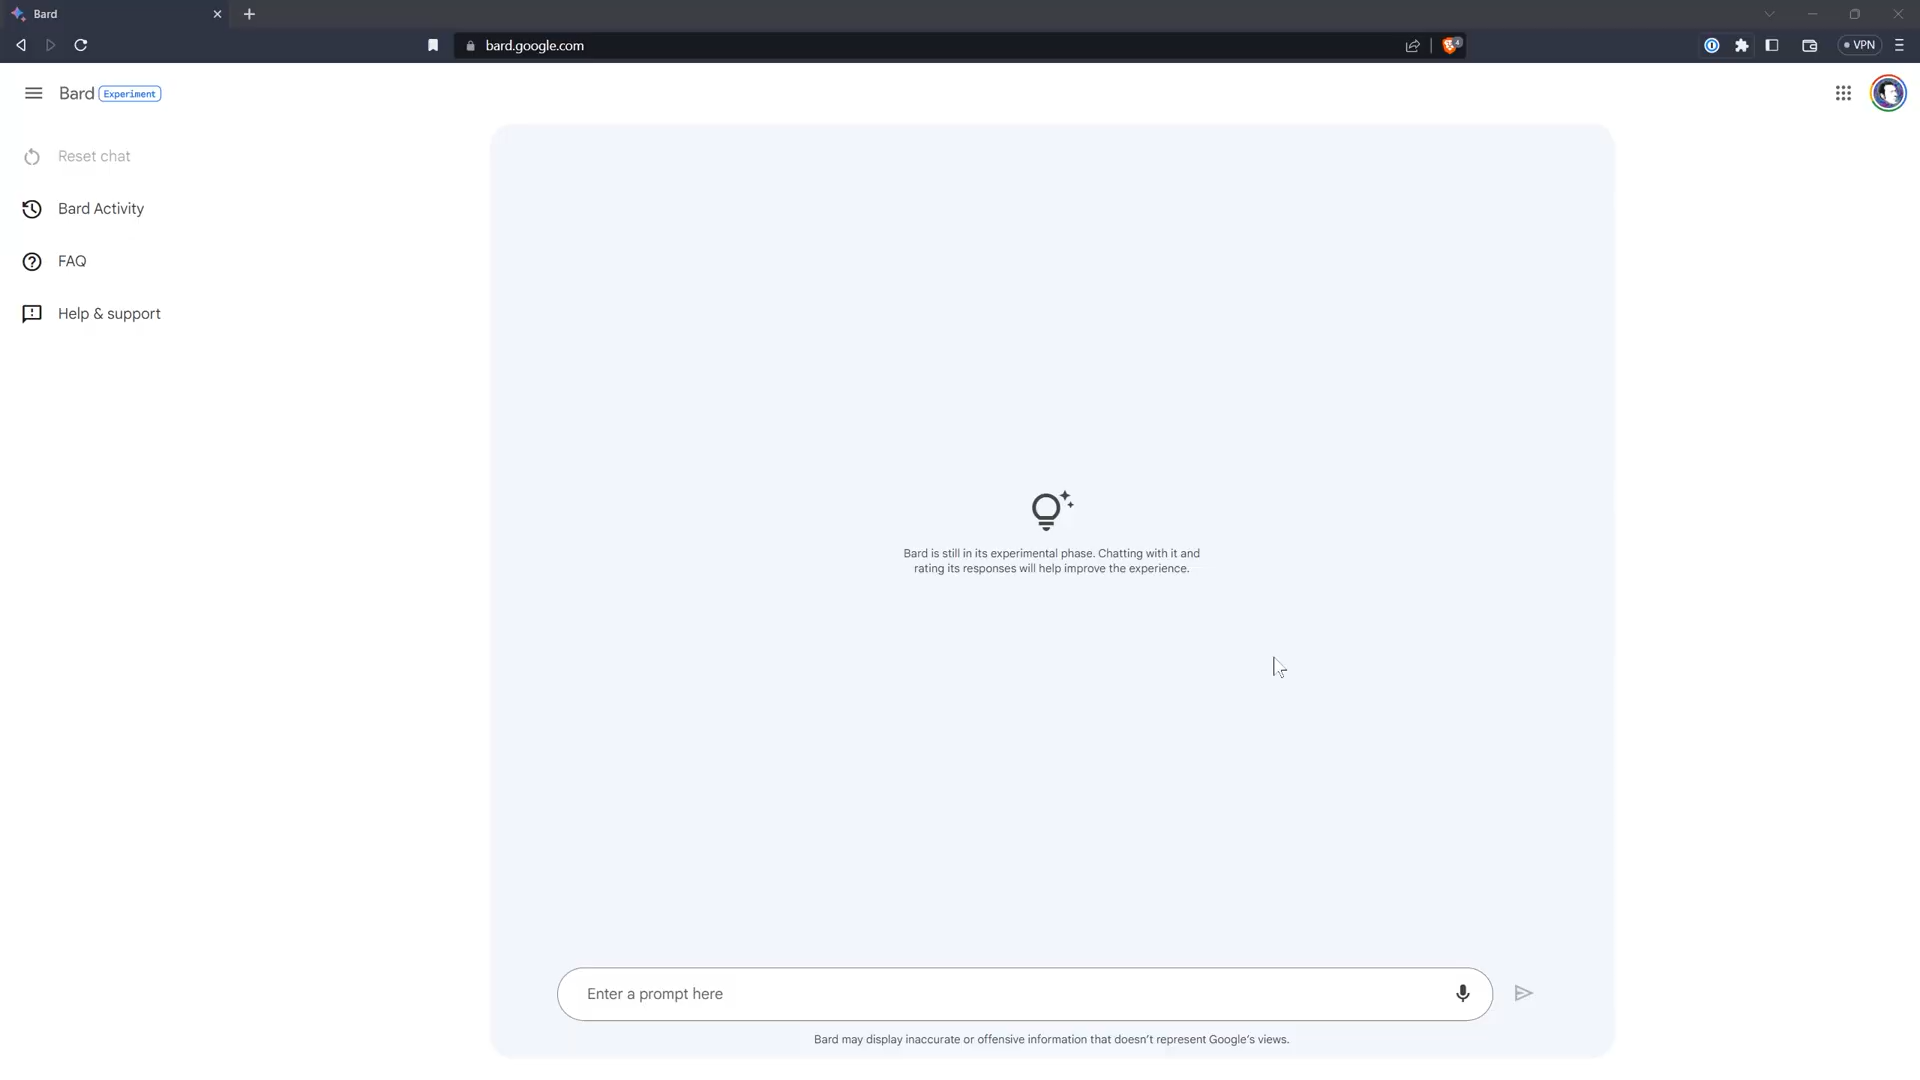 Bard
bard.google.com
4
VPN
Bard Experiment
Reset chat
Bard Activity
FAQ
Help & support
Bard is still in its experimental phase. Chatting with it and
rating its responses will help improve the experience.
Enter a prompt here
Bard may display inaccurate or offensive information that doesn't represent Google's views.